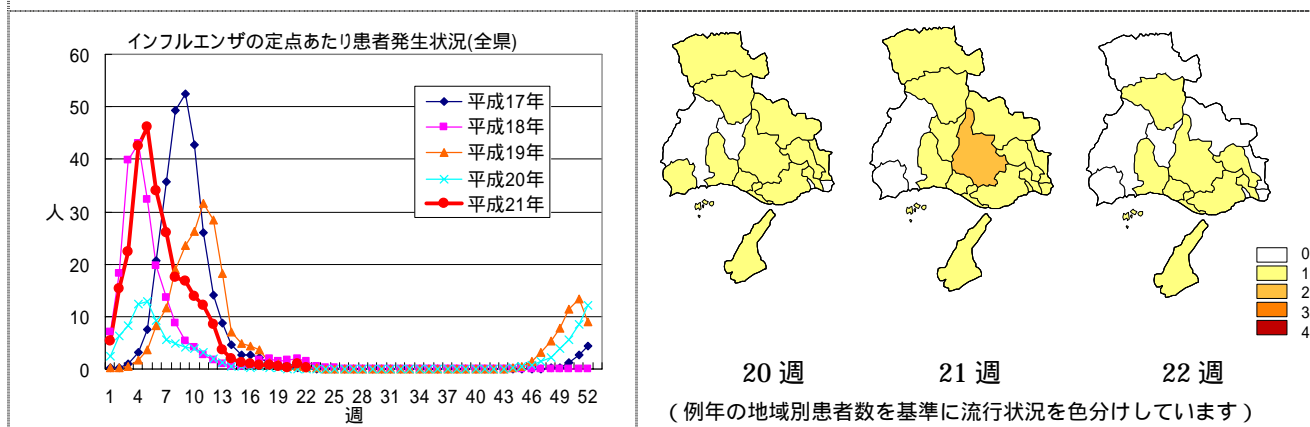 インフルエンザの定点あたり患者発生状況(全県)
60
50
40
30
20
10
0
人
平成17年
平成18年
平成19年
平成20年
平成21年
1 4 7 10 13 16 19 22 25 28 31 34 37 40 43 46 49 52
週
0
1
2
3
4
20 週 21 週 22 週
(例年の地域別患者数を基準に流行状況を色分けしています)